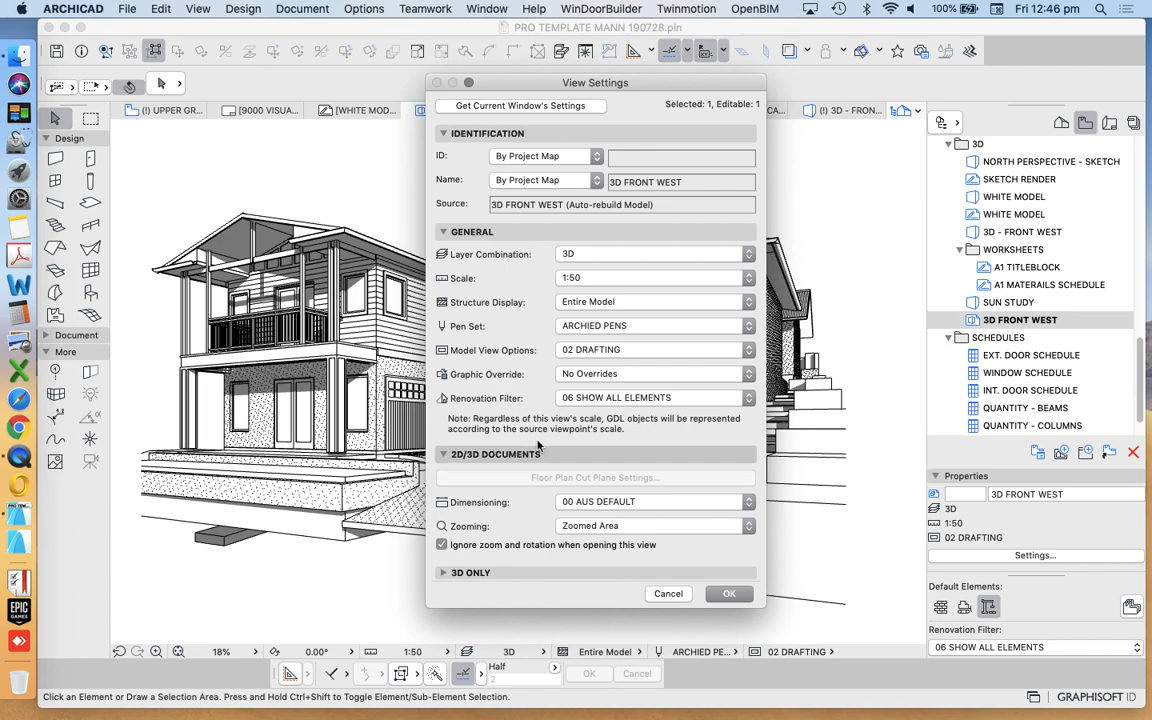 ARCHICAD File Edit View Design Document Options Teamwork Window Help WinDoorBuilder Twinmotion OpenBIM 100% Fri 12:46 pm
PRO TEMPLATE MANN 190728.pln
View Settings
(!) UPPER GR... [9000 VISUA... [WHITE MOD... CA... (!) 3D - FRON...
Get Current Window's Settings Selected: 1, Editable: 1
IDENTIFICATION
ID: By Project Map
Name: By Project Map 3D FRONT WEST
Source: 3D FRONT WEST (Auto-rebuild Model)
GENERAL
Layer Combination: 3D
Scale: 1:50
Structure Display: Entire Model
Pen Set: ARCHIED PENS
Model View Options: 02 DRAFTING
Graphic Override: No Overrides
Renovation Filter: 06 SHOW ALL ELEMENTS
Note: Regardless of this view's scale, GDL objects will be represented
according to the source viewpoint's scale.
2D/3D DOCUMENTS
Floor Plan Cut Plane Settings...
Dimensioning: 00 AUS DEFAULT
Zooming: Zoomed Area
Ignore zoom and rotation when opening this view
3D ONLY
Cancel OK
Design
Document
More
3D
NORTH PERSPECTIVE - SKETCH
SKETCH RENDER
WHITE MODEL
WHITE MODEL
3D - FRONT WEST
WORKSHEETS
A1 TITLEBLOCK
A1 MATERAILS SCHEDULE
SUN STUDY
3D FRONT WEST
SCHEDULES
EXT. DOOR SCHEDULE
WINDOW SCHEDULE
INT. DOOR SCHEDULE
QUANTITY - BEAMS
QUANTITY - COLUMNS
Properties
3D FRONT WEST
3D
1:50
02 DRAFTING
Settings...
Default Elements:
Renovation Filter:
06 SHOW ALL ELEMENTS
18% 0.00° 1:50 3D Entire Model ARCHIED PE... 02 DRAFTING
Half
2
OK Cancel
Click an Element or Draw a Selection Area. Press and Hold Ctrl+Shift to Toggle Element/Sub-Element Selection.
GRAPHISOFT ID